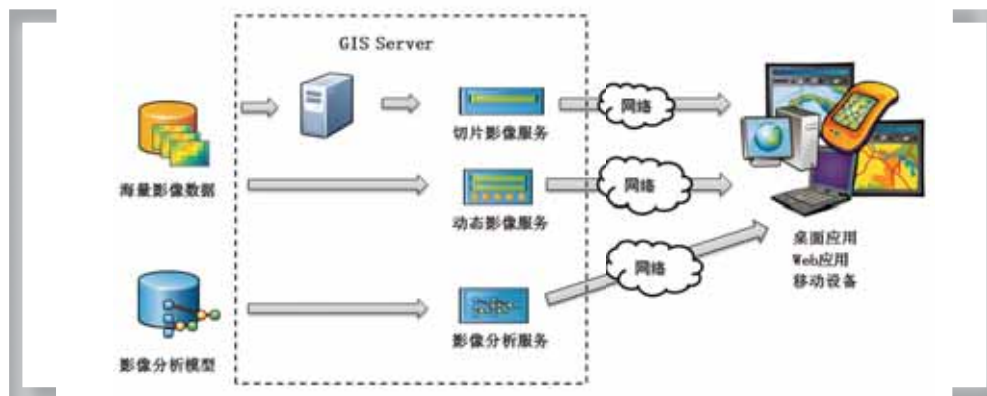 GIS Server
网络
切片影像服务
海量影像数据
网络
动态影像服务
桌面应用
Web应用
移动设备
网络
影像分析服务
影像分析模型